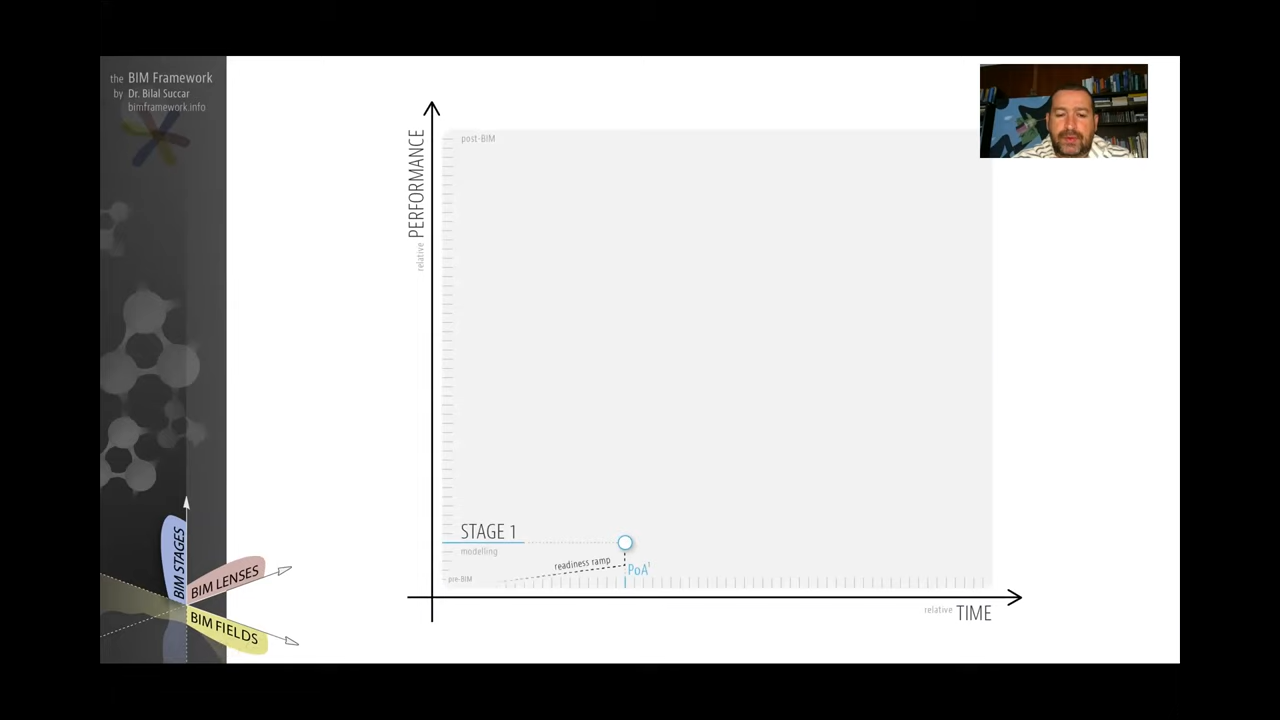 the BIM Framework
by Dr. Bilal Succar
bimframework.info
relative PERFORMANCE
post-BIM
STAGE 1
modelling
readiness ramp
PoA¹
pre-BIM
relative TIME
BIM STAGES
BIM LENSES
BIM FIELDS